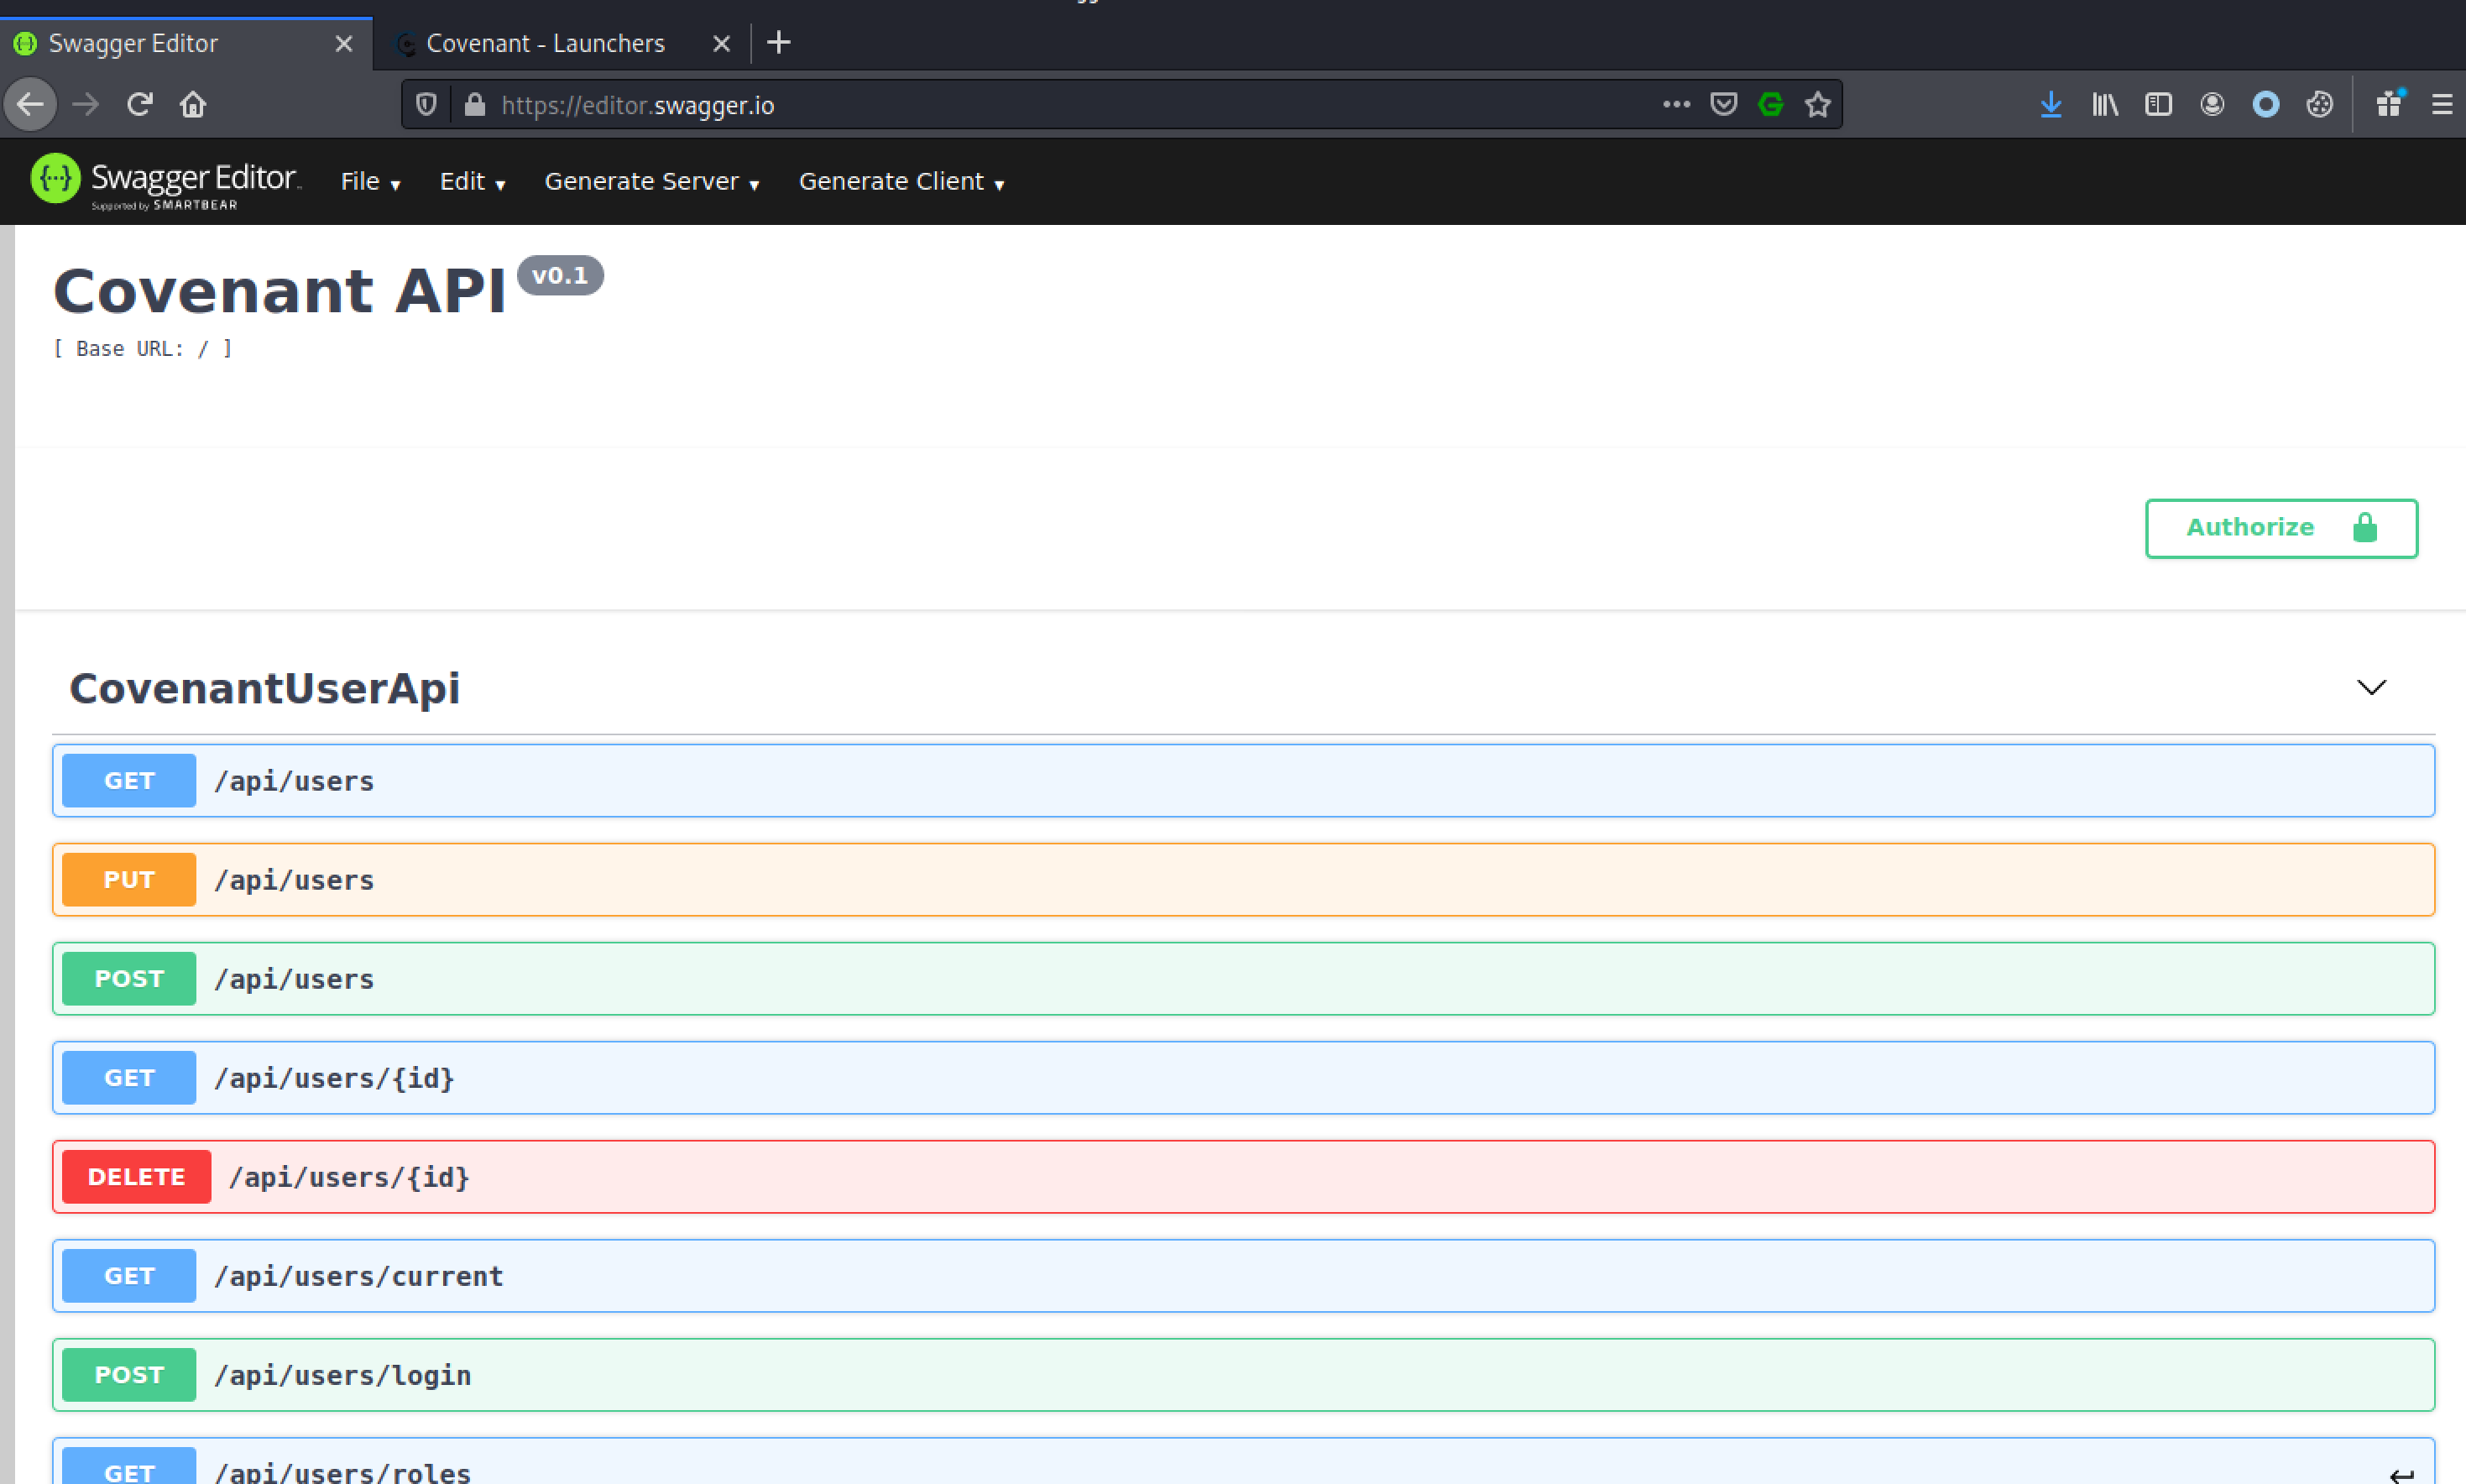 Swagger Editor
Covenant - Launchers
https://editor.swagger.io
Swagger Editor
Supported by SMARTBEAR
File
Edit
Generate Server
Generate Client
Covenant API v0.1
[ Base URL: / ]
Authorize
CovenantUserApi
GET /api/users
PUT /api/users
POST /api/users
GET /api/users/{id}
DELETE /api/users/{id}
GET /api/users/current
POST /api/users/login
GET /api/users/roles